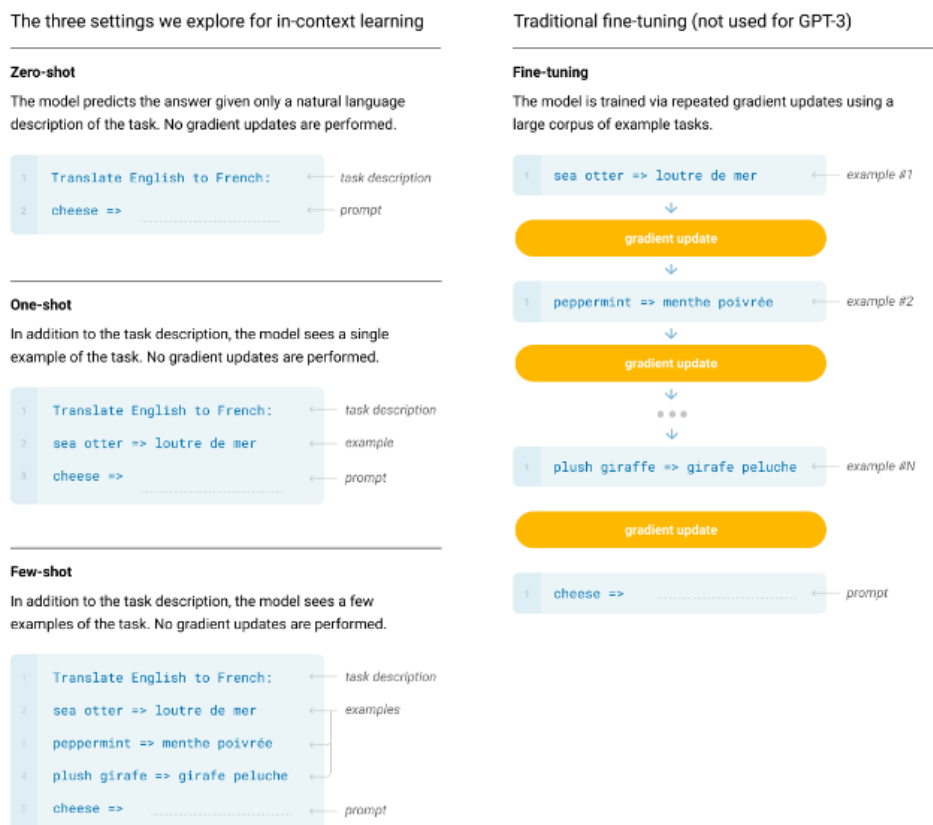 The three settings we explore for in-context learning
Zero-shot
The model predicts the answer given only a natural language
description of the task. No gradient updates are performed.
1 Translate English to French: task description
2 cheese => prompt
One-shot
In addition to the task description, the model sees a single
example of the task. No gradient updates are performed.
1 Translate English to French: task description
2 sea otter => loutre de mer example
3 cheese => prompt
Few-shot
In addition to the task description, the model sees a few
examples of the task. No gradient updates are performed.
1 Translate English to French: task description
2 sea otter => loutre de mer examples
3 peppermint => menthe poivrée
4 plush girafe => girafe peluche
5 cheese => prompt
Traditional fine-tuning (not used for GPT-3)
Fine-tuning
The model is trained via repeated gradient updates using a
large corpus of example tasks.
1 sea otter => loutre de mer example #1
gradient update
1 peppermint => menthe poivrée example #2
gradient update
1 plush giraffe => girafe peluche example #N
gradient update
1 cheese => prompt